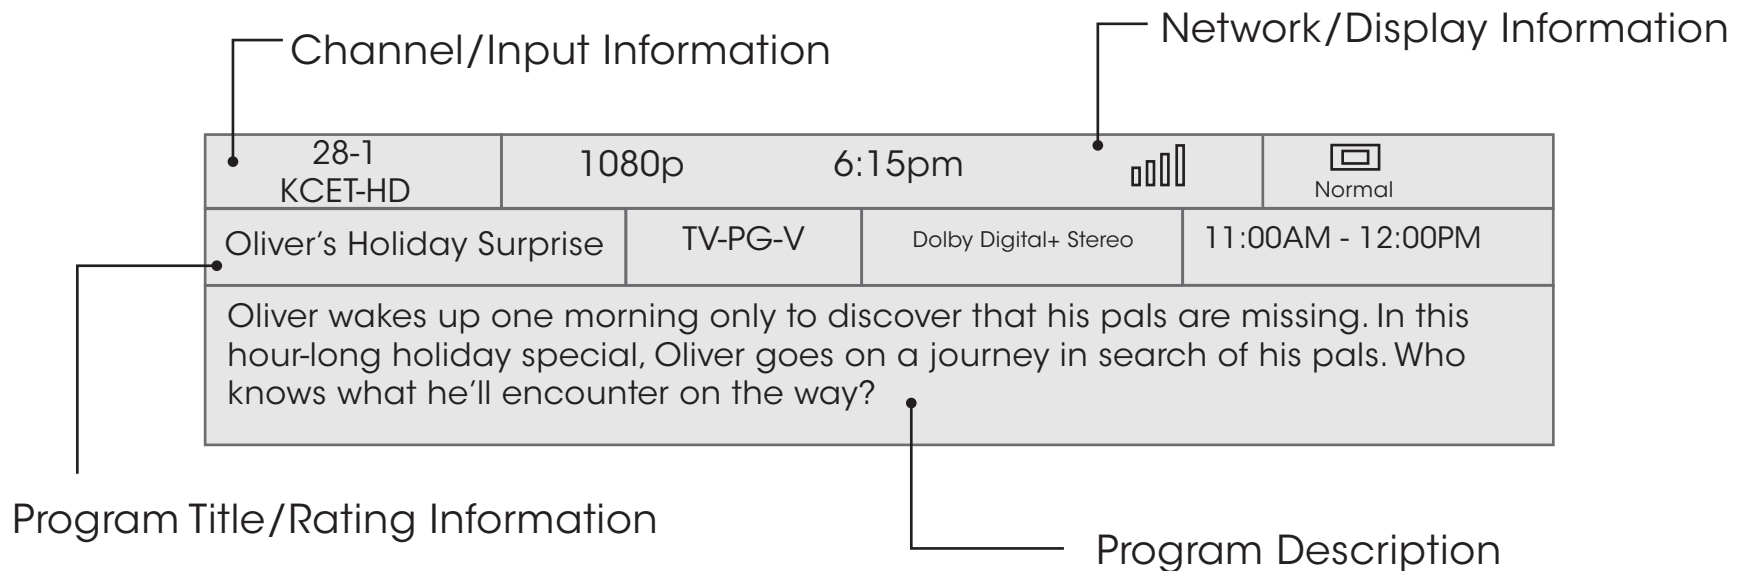 Channel/Input Information
Network/Display Information
28-1
KCET-HD
1080p
6:15pm
Normal
Oliver’s Holiday Surprise
TV-PG-V
Dolby Digital+ Stereo
11:00AM - 12:00PM
Oliver wakes up one morning only to discover that his pals are missing. In this
hour-long holiday special, Oliver goes on a journey in search of his pals. Who
knows what he’ll encounter on the way?
Program Title/Rating Information
Program Description